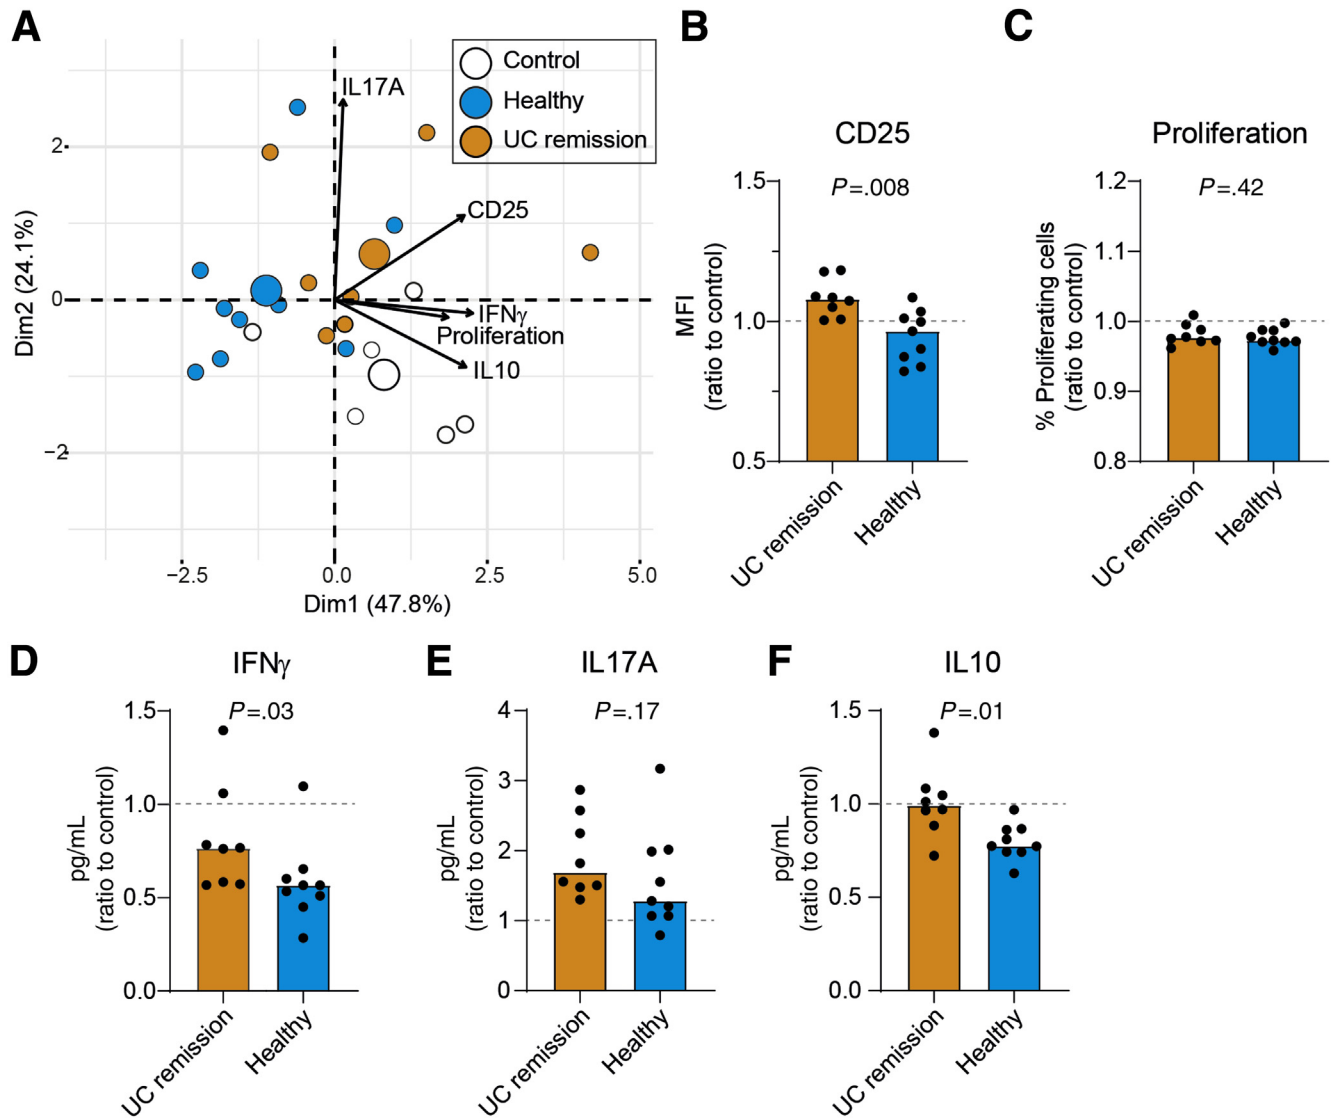 A
Control
Healthy
UC remission
IL17A
CD25
IFNγ
Proliferation
IL10
Dim2 (24.1%)
2
0
−2
−2.5
0.0
2.5
5.0
Dim1 (47.8%)
B
CD25
P=.008
MFI
(ratio to control)
1.5
1.0
0.5
UC remission
Healthy
C
Proliferation
P=.42
% Proliferating cells
(ratio to control)
1.2
1.1
1.0
0.9
0.8
UC remission
Healthy
D
IFNγ
P=.03
pg/mL
(ratio to control)
1.5
1.0
0.5
0.0
UC remission
Healthy
E
IL17A
P=.17
pg/mL
(ratio to control)
4
3
2
1
0
UC remission
Healthy
F
IL10
P=.01
pg/mL
(ratio to control)
1.5
1.0
0.5
0.0
UC remission
Healthy